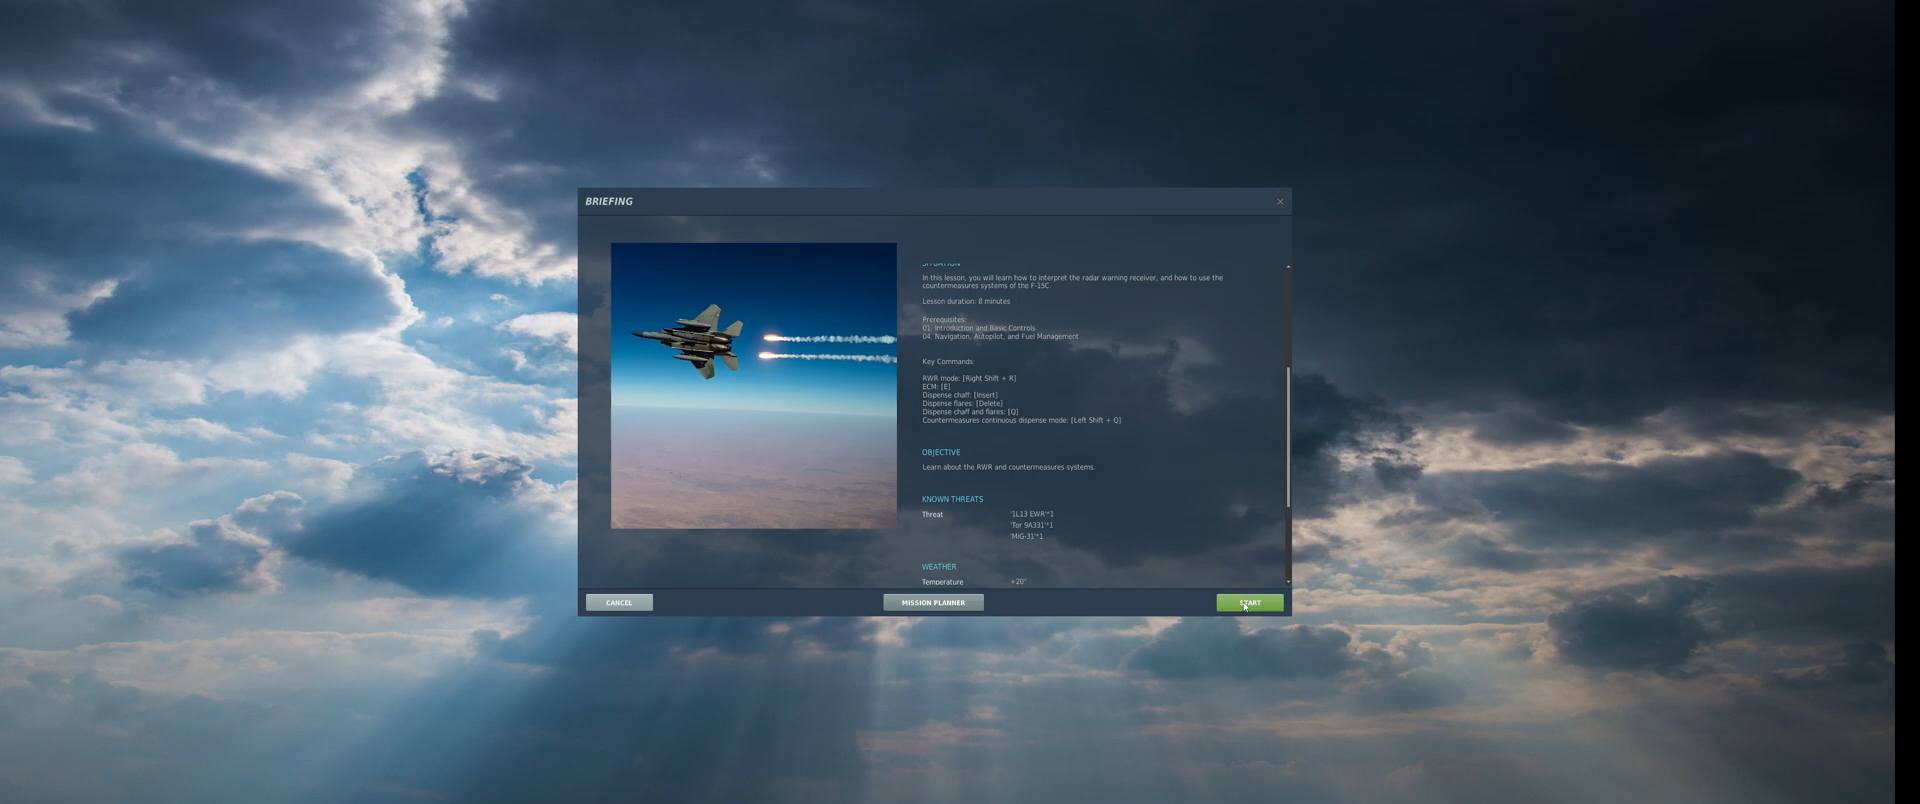 BRIEFING
SITUATION
In this lesson, you will learn how to interpret the radar warning receiver, and how to use the
countermeasures systems of the F-15C.
Lesson duration: 8 minutes
Prerequisites:
01. Introduction and Basic Controls
04. Navigation, Autopilot, and Fuel Management
Key Commands:
RWR mode: [Right Shift + R]
ECM: [E]
Dispense chaff: [Insert]
Dispense flares: [Delete]
Dispense chaff and flares: [Q]
Countermeasures continuous dispense mode: [Left Shift + Q]
OBJECTIVE
Learn about the RWR and countermeasures systems.
KNOWN THREATS
Threat '1L13 EWR'*1
'Tor 9A331'*1
'MiG-31'*1
WEATHER
Temperature +20°
CANCEL MISSION PLANNER START